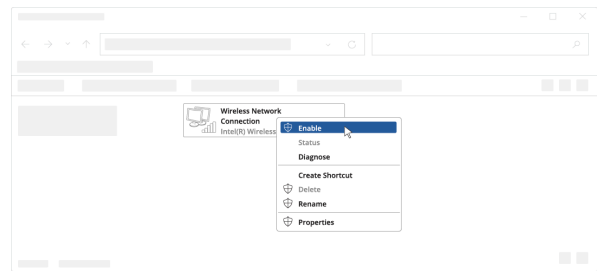 Wireless Network
Connection
Intel(R) Wireless
Enable
Status
Diagnose
Create Shortcut
Delete
Rename
Properties